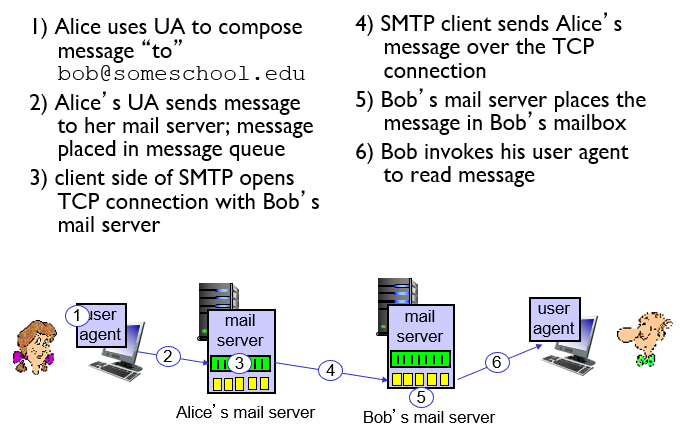 1) Alice uses UA to compose
message “to”
bob@someschool.edu
2) Alice’s UA sends message
to her mail server; message
placed in message queue
3) client side of SMTP opens
TCP connection with Bob’s
mail server
4) SMTP client sends Alice’s
message over the TCP
connection
5) Bob’s mail server places the
message in Bob’s mailbox
6) Bob invokes his user agent
to read message
1 user
agent
2
mail
server
3
4
mail
server
5
6
user
agent
Alice’s mail server
Bob’s mail server